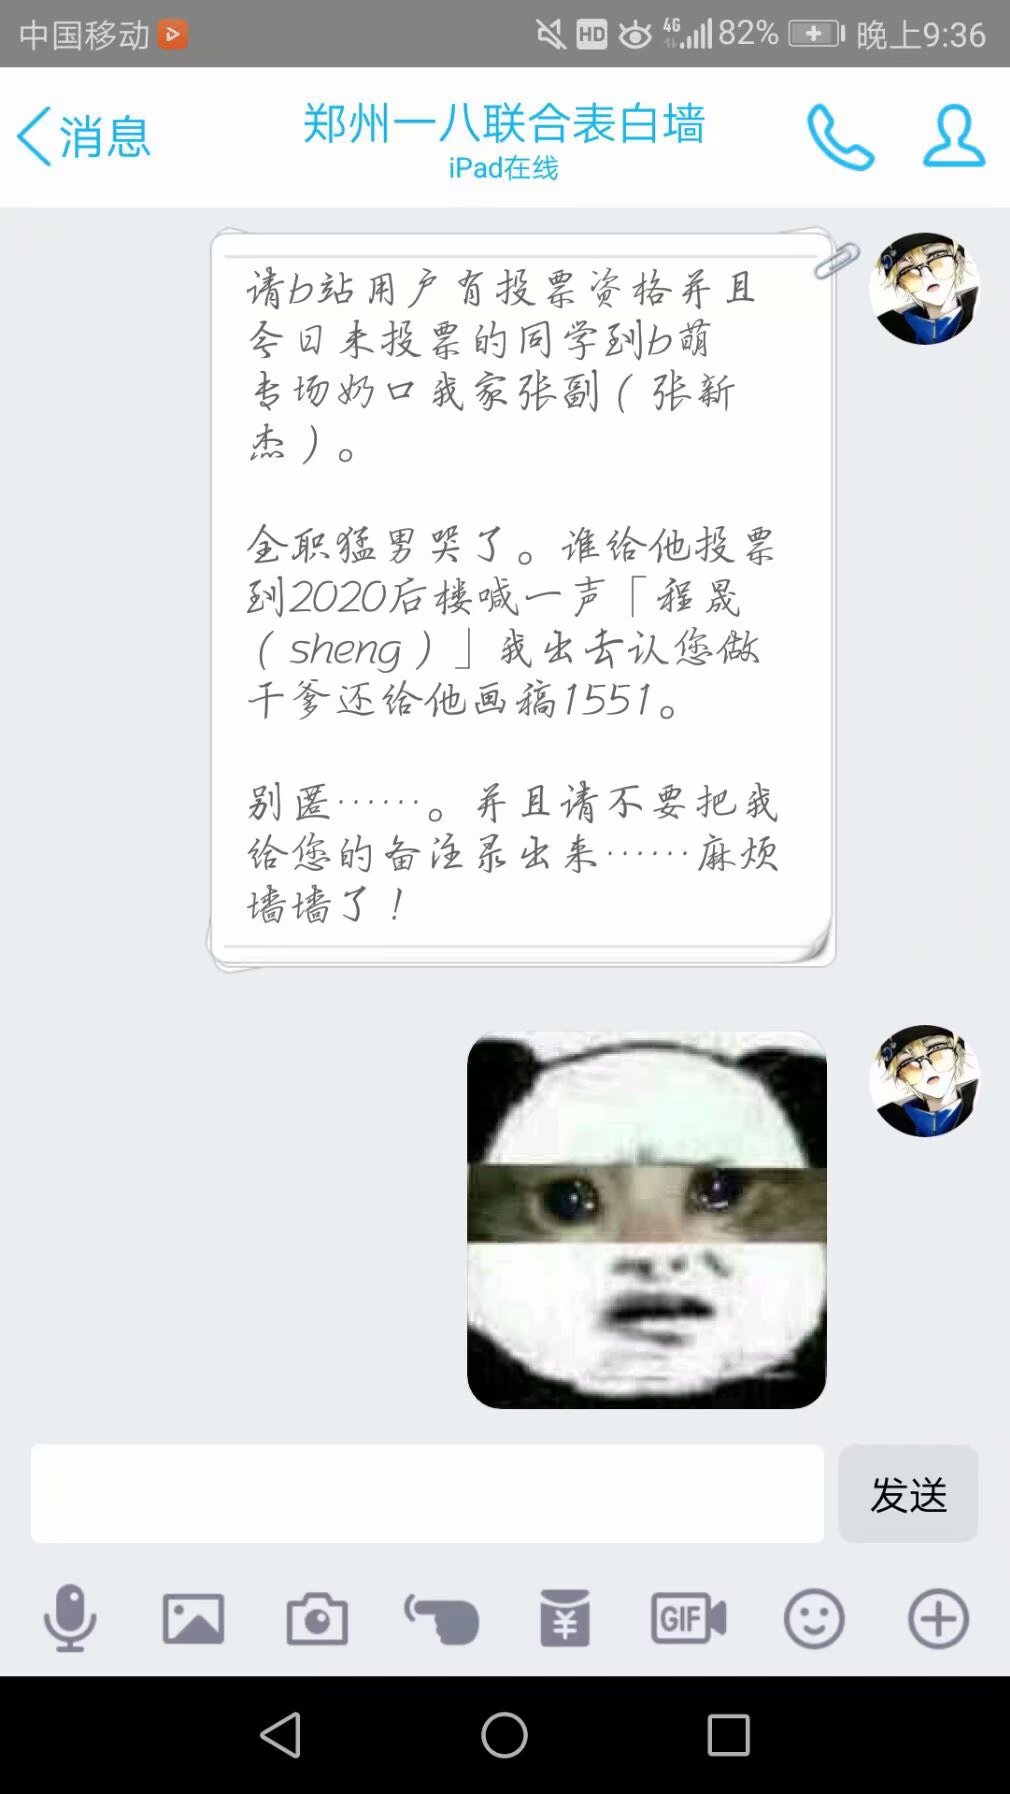 中国移动
HD 4G 82% 晚上9:36
消息
郑州一八联合表白墙
iPad在线
请b站用户有投票资格并且
今日未投票的同学到b萌
专场奶口我家张副（张新
杰）。
全职猛男哭了。谁给他投票
到2020后楼喊一声「程晟
（sheng）」我出去认您做
干爹还给他画稿1551。
别匿……。并且请不要把我
给您的备注录出来……麻烦
墙墙了！
发送
GIF